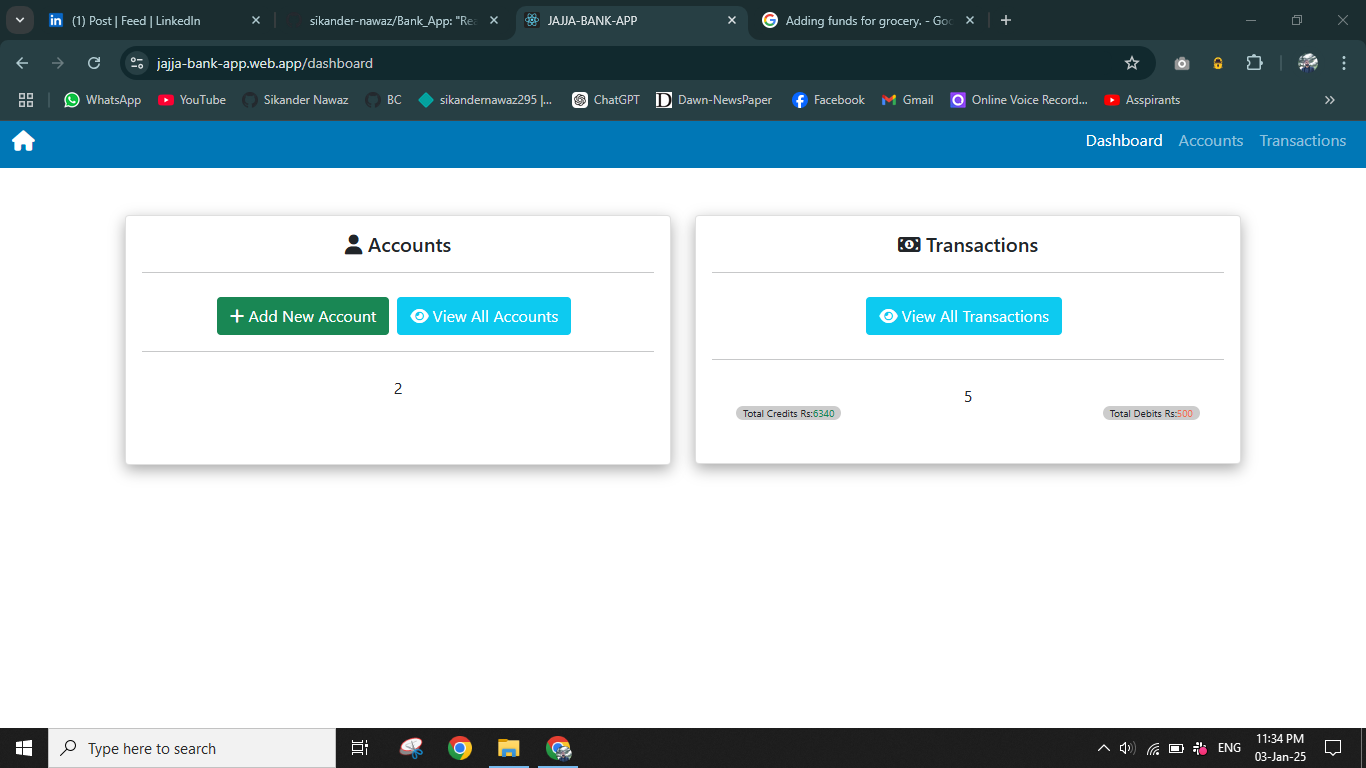 (1) Post | Feed | LinkedIn
sikander-nawaz/Bank_App: "Rea
JAJJA-BANK-APP
Adding funds for grocery. - Goo
jajja-bank-app.web.app/dashboard
WhatsApp
YouTube
Sikander Nawaz
BC
sikandernawaz295 |...
ChatGPT
Dawn-NewsPaper
Facebook
Gmail
Online Voice Record...
Asspirants
Dashboard
Accounts
Transactions
Accounts
Add New Account
View All Accounts
2
Transactions
View All Transactions
5
Total Credits Rs:6340
Total Debits Rs:500
Type here to search
ENG
11:34 PM
03-Jan-25